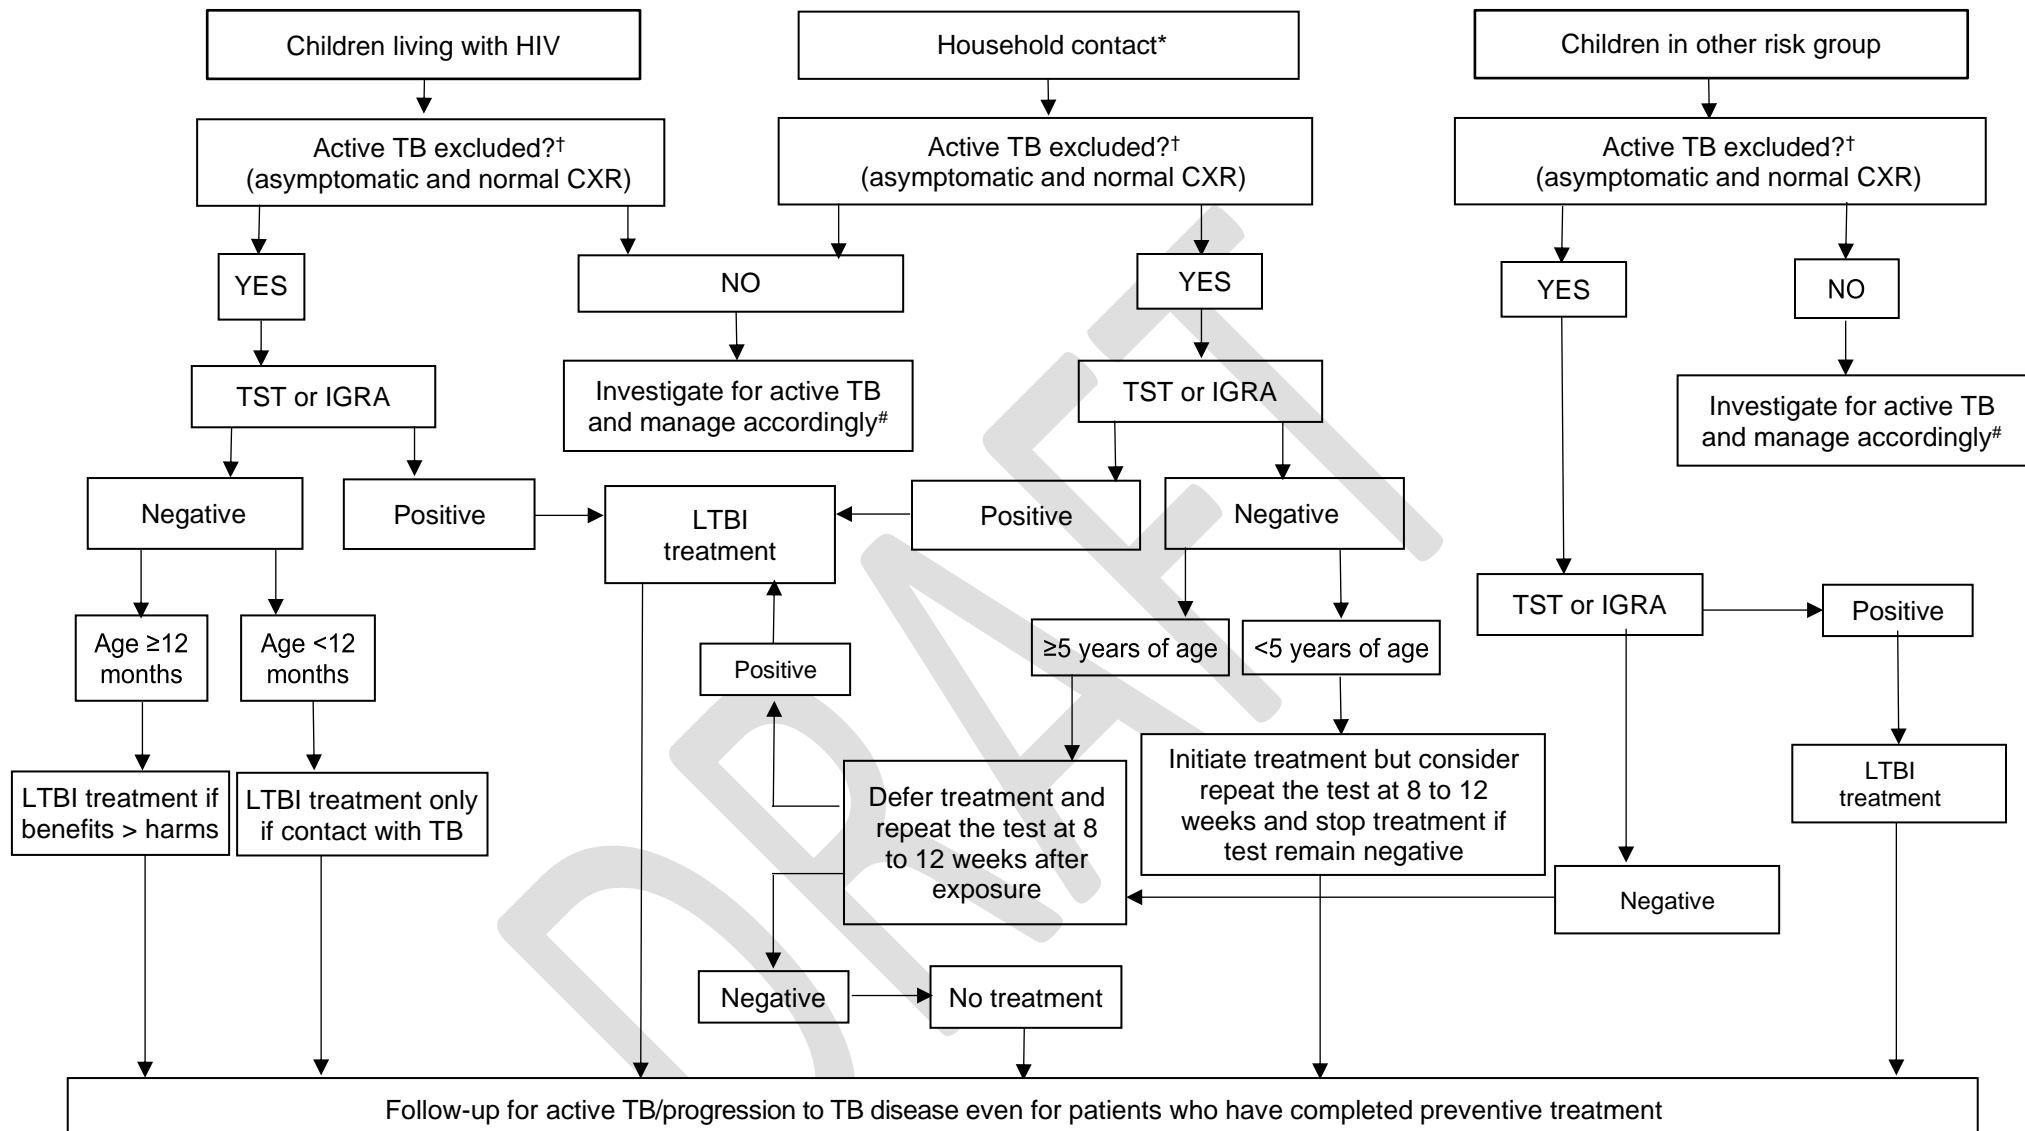 Children living with HIV
Household contact*
Children in other risk group
Active TB excluded?†
(asymptomatic and normal CXR)
Active TB excluded?†
(asymptomatic and normal CXR)
Active TB excluded?†
(asymptomatic and normal CXR)
YES
NO
YES
YES
NO
TST or IGRA
Investigate for active TB
and manage accordingly#
TST or IGRA
Investigate for active TB
and manage accordingly#
Negative
Positive
LTBI
treatment
Positive
Negative
TST or IGRA
Positive
Age ≥12
months
Age <12
months
Positive
≥5 years of age
<5 years of age
LTBI treatment if
benefits > harms
LTBI treatment only
if contact with TB
Defer treatment and
repeat the test at 8
to 12 weeks after
exposure
Initiate treatment but consider
repeat the test at 8 to 12
weeks and stop treatment if
test remain negative
LTBI
treatment
Negative
Negative
No treatment
Follow-up for active TB/progression to TB disease even for patients who have completed preventive treatment
DRAFT